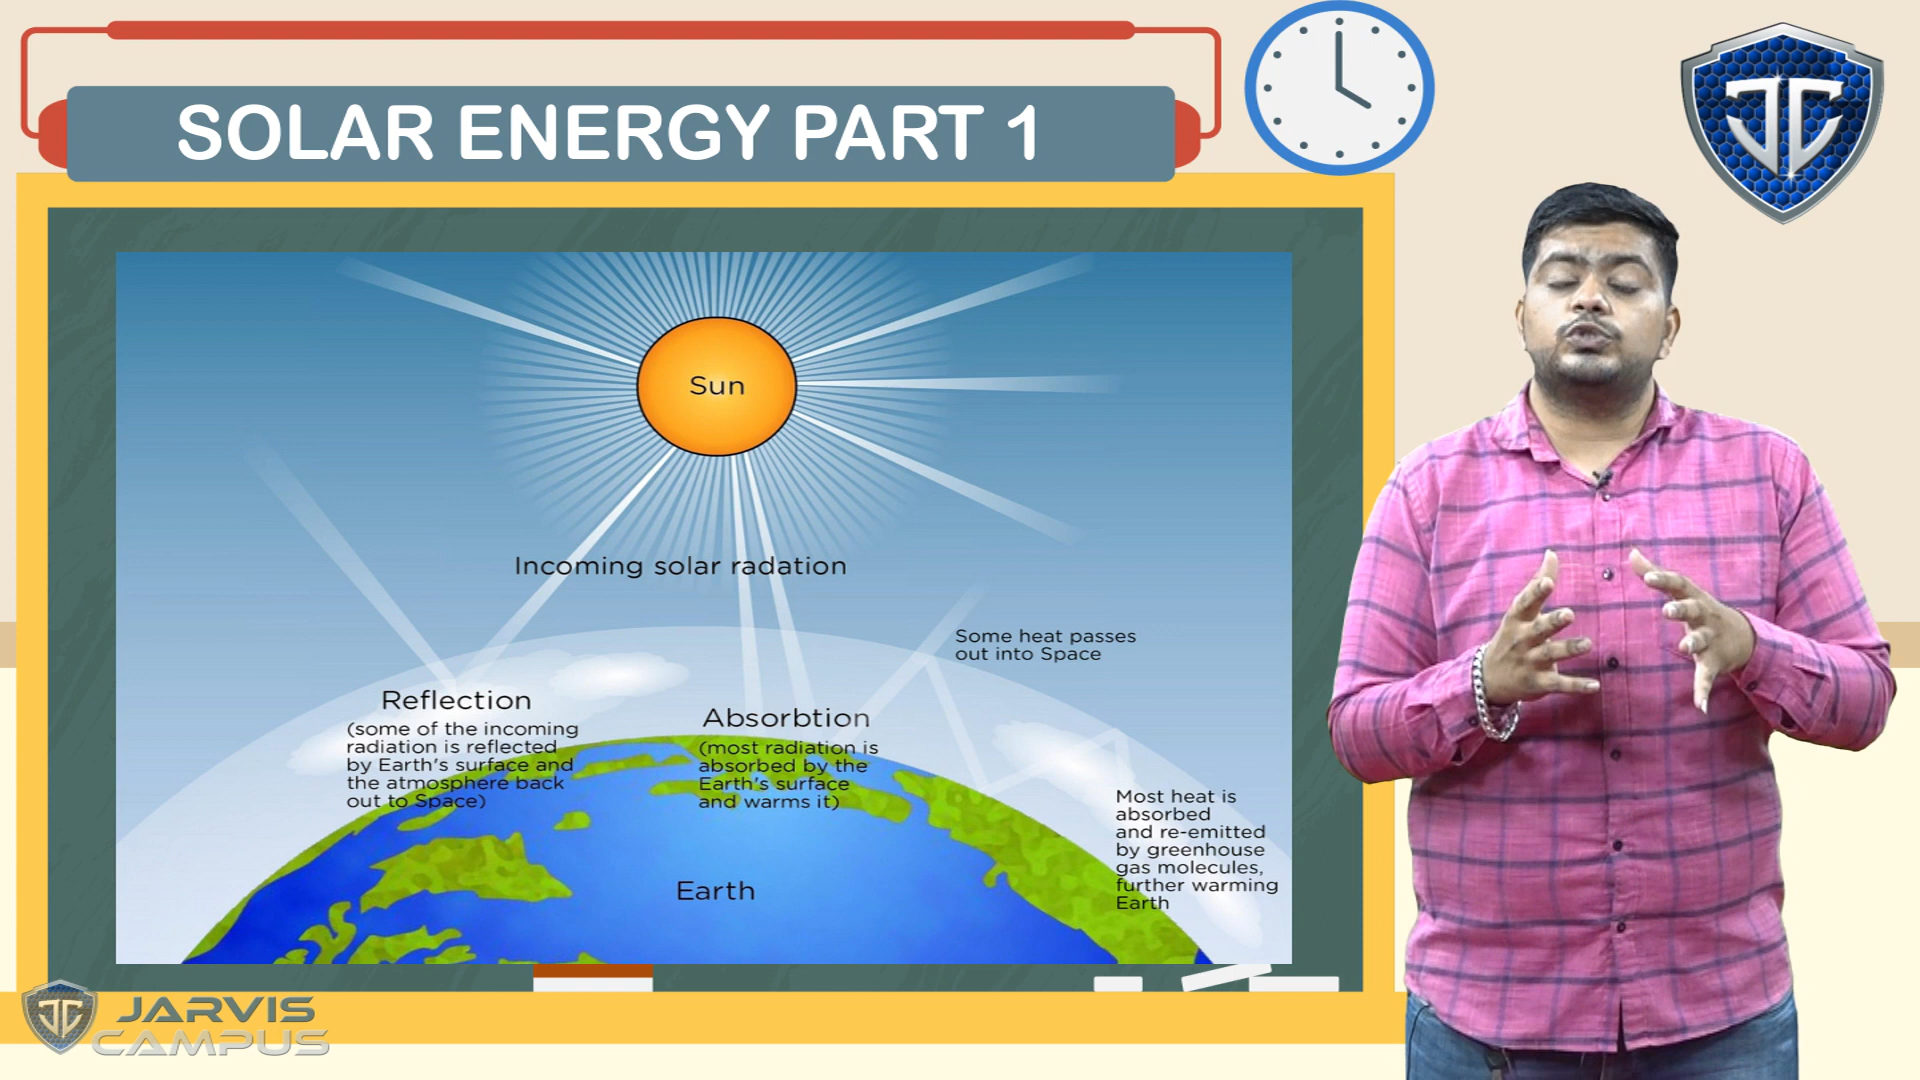 SOLAR ENERGY PART 1
JC
Sun
Incoming solar radation
Some heat passes
out into Space
Reflection
(some of the incoming
radiation is reflected
by Earth's surface and
the atmosphere back
out to Space)
Absorbtion
(most radiation is
absorbed by the
Earth's surface
and warms it)
Most heat is
absorbed
and re-emitted
by greenhouse
gas molecules,
further warming
Earth
Earth
JC
JARVIS
CAMPUS